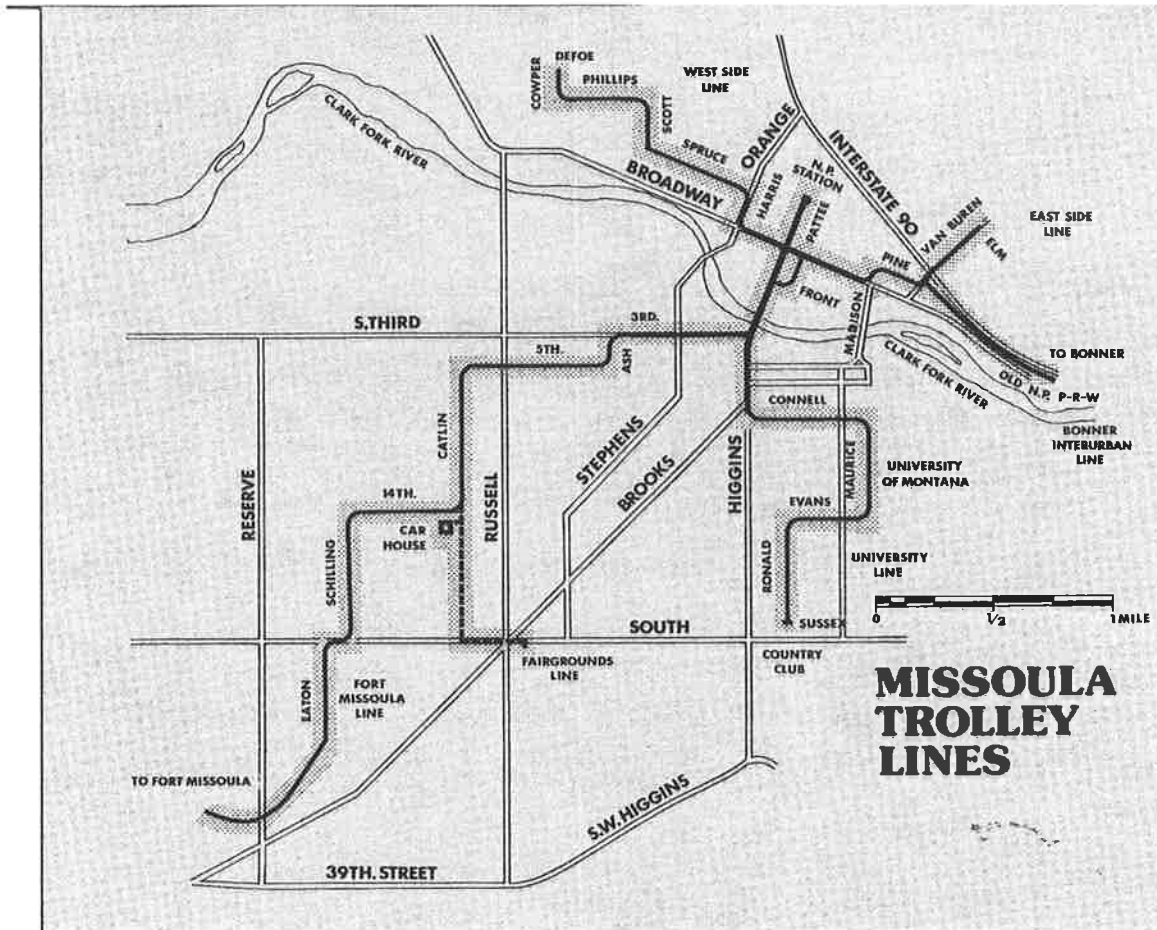 DEFOE
COWPER
PHILLIPS
SCOTT
WEST SIDE
LINE
CLARK FORK RIVER
SPRUCE
ORANGE
BROADWAY
HARRIS
N.P.
STATION
PATTEE
INTERSTATE 90
VAN BUREN
ELM
EAST SIDE
LINE
PINE
FRONT
MADISON
S. THIRD
3RD.
5TH.
ASH
CLARK FORK RIVER
TO BONNER
OLD N.P.
P-R-W
BONNER
INTERURBAN
LINE
CATLIN
CONNELL
STEPHENS
BROOKS
HIGGINS
MAURICE
UNIVERSITY
OF MONTANA
RESERVE
14TH.
RUSSELL
EVANS
CAR
HOUSE
SCHILLING
RONALD
UNIVERSITY
LINE
SUSSEX
0 1/2 1 MILE
SOUTH
FAIRGROUNDS
LINE
COUNTRY
CLUB
EATON
FORT
MISSOULA
LINE
MISSOULA
TROLLEY
LINES
TO FORT MISSOULA
S.W. HIGGINS
39TH. STREET